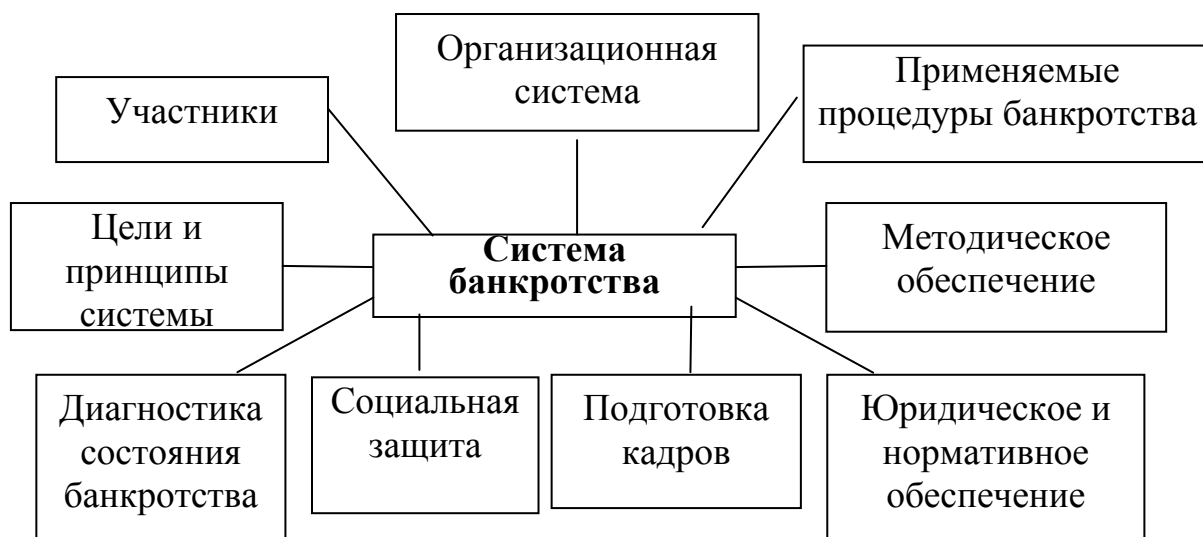 Организационная
система
Применяемые
процедуры банкротства
Участники
Цели и
принципы
системы
Система
банкротства
Методическое
обеспечение
Диагностика
состояния
банкротства
Социальная
защита
Подготовка
кадров
Юридическое и
нормативное
обеспечение